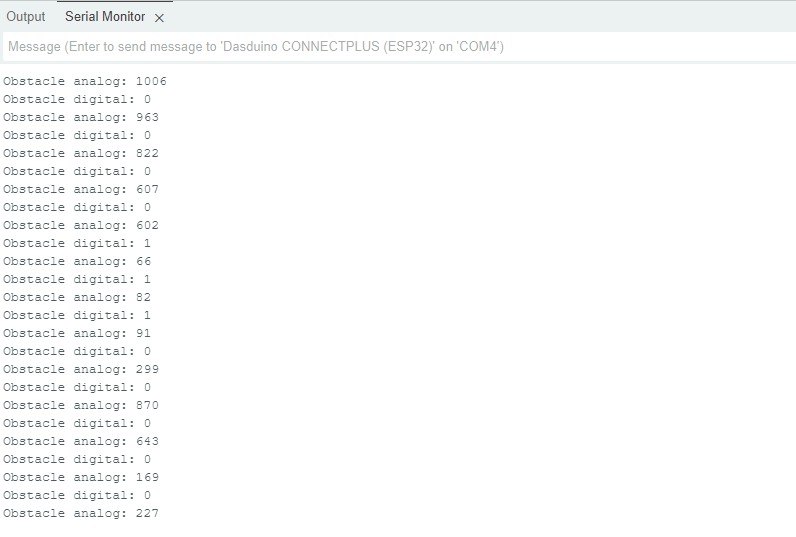 Output Serial Monitor
Message (Enter to send message to 'Dasduino CONNECTPLUS (ESP32)' on 'COM4')
Obstacle analog: 1006
Obstacle digital: 0
Obstacle analog: 963
Obstacle digital: 0
Obstacle analog: 822
Obstacle digital: 0
Obstacle analog: 607
Obstacle digital: 0
Obstacle analog: 602
Obstacle digital: 1
Obstacle analog: 66
Obstacle digital: 1
Obstacle analog: 82
Obstacle digital: 1
Obstacle analog: 91
Obstacle digital: 0
Obstacle analog: 299
Obstacle digital: 0
Obstacle analog: 870
Obstacle digital: 0
Obstacle analog: 643
Obstacle digital: 0
Obstacle analog: 169
Obstacle digital: 0
Obstacle analog: 227